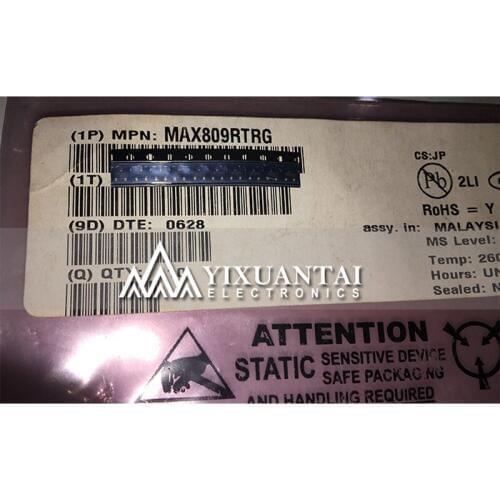 (1P) MPN: MAX809RTRG
CS:JP
(1T)
Pb
2LI
RoHS = Y
(9D) DTE: 0628
assy. in: MALAYSI
MS Level:
(Q) QTY
Temp: 260
Hours: UN
Sealed: N
YIXUANTAI
ELECTRONICS
ATTENTION
STATIC SENSITIVE DEVICE
SAFE PACKAGING
AND HANDLING REQUIRED